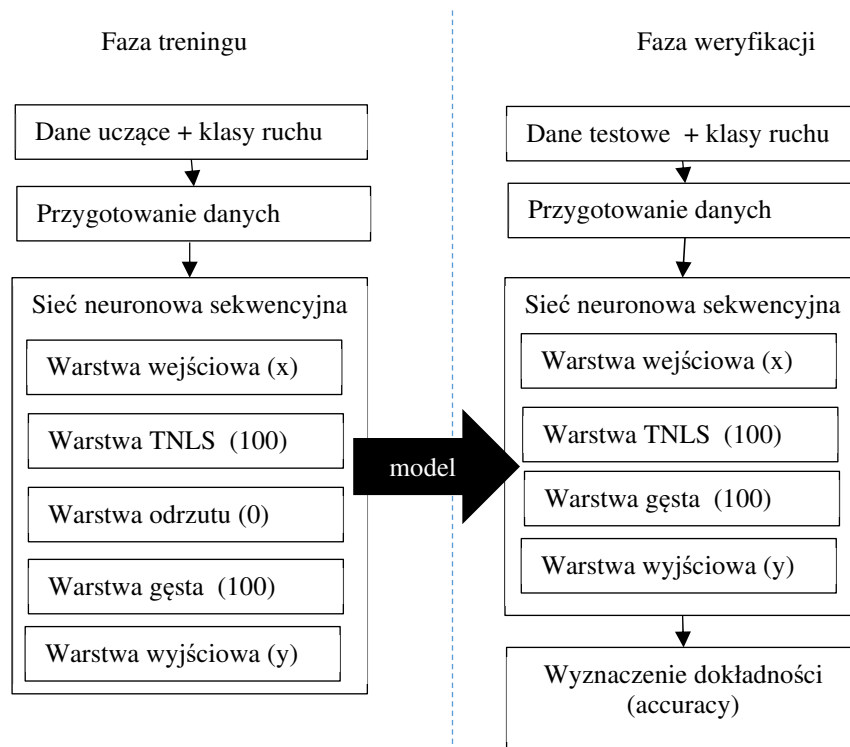 Faza treningu
Dane uczące + klasy ruchu
Przygotowanie danych
Sieć neuronowa sekwencyjna
Warstwa wejściowa (x)
Warstwa TNLS (100)
Warstwa odrzutu (0)
Warstwa gęsta (100)
Warstwa wyjściowa (y)
model
Faza weryfikacji
Dane testowe + klasy ruchu
Przygotowanie danych
Sieć neuronowa sekwencyjna
Warstwa wejściowa (x)
Warstwa TNLS (100)
Warstwa gęsta (100)
Warstwa wyjściowa (y)
Wyznaczenie dokładności
(accuracy)